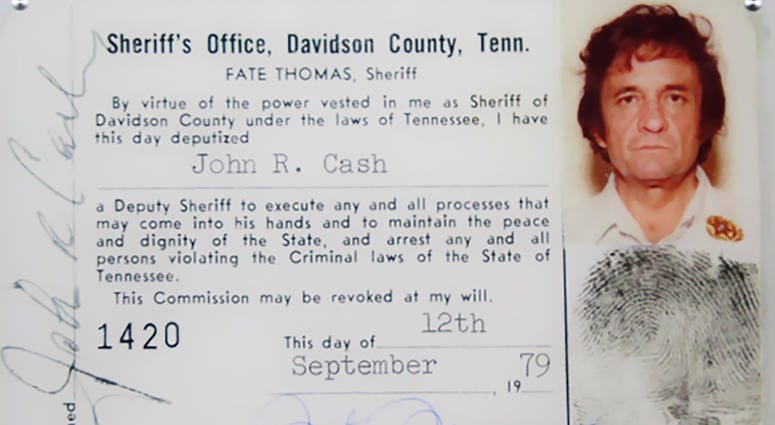 Sheriff's Office, Davidson County, Tenn.
FATE THOMAS, Sheriff
By virtue of the power vested in me as Sheriff of
Davidson County under the laws of Tennessee, I have
this day deputized
John R. Cash
a Deputy Sheriff to execute any and all processes that
may come into his hands and to maintain the peace
and dignity of the State, and arrest any and all
persons violating the Criminal laws of the State of
Tennessee.
This Commission may be revoked at my will.
1420
This day of 12th
September, 19 79
John R Cash
ned